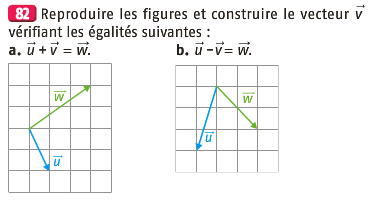 82 Reproduire les figures et construire le vecteur v⃗
vérifiant les égalités suivantes :
a. u⃗ + v⃗ = w⃗. b. u⃗ - v⃗ = w⃗.
w⃗ w⃗
u⃗ u⃗